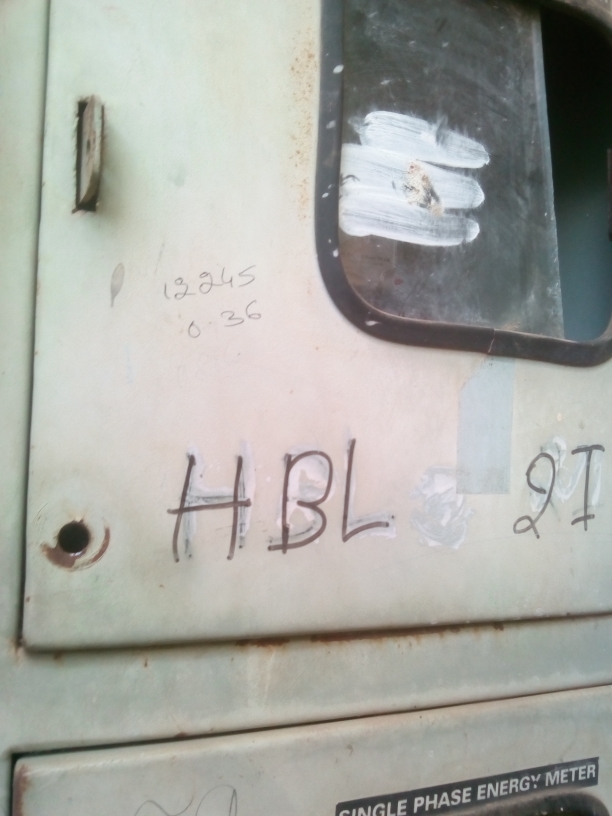 12245
0.36
HBL 2I
SINGLE PHASE ENERGY METER